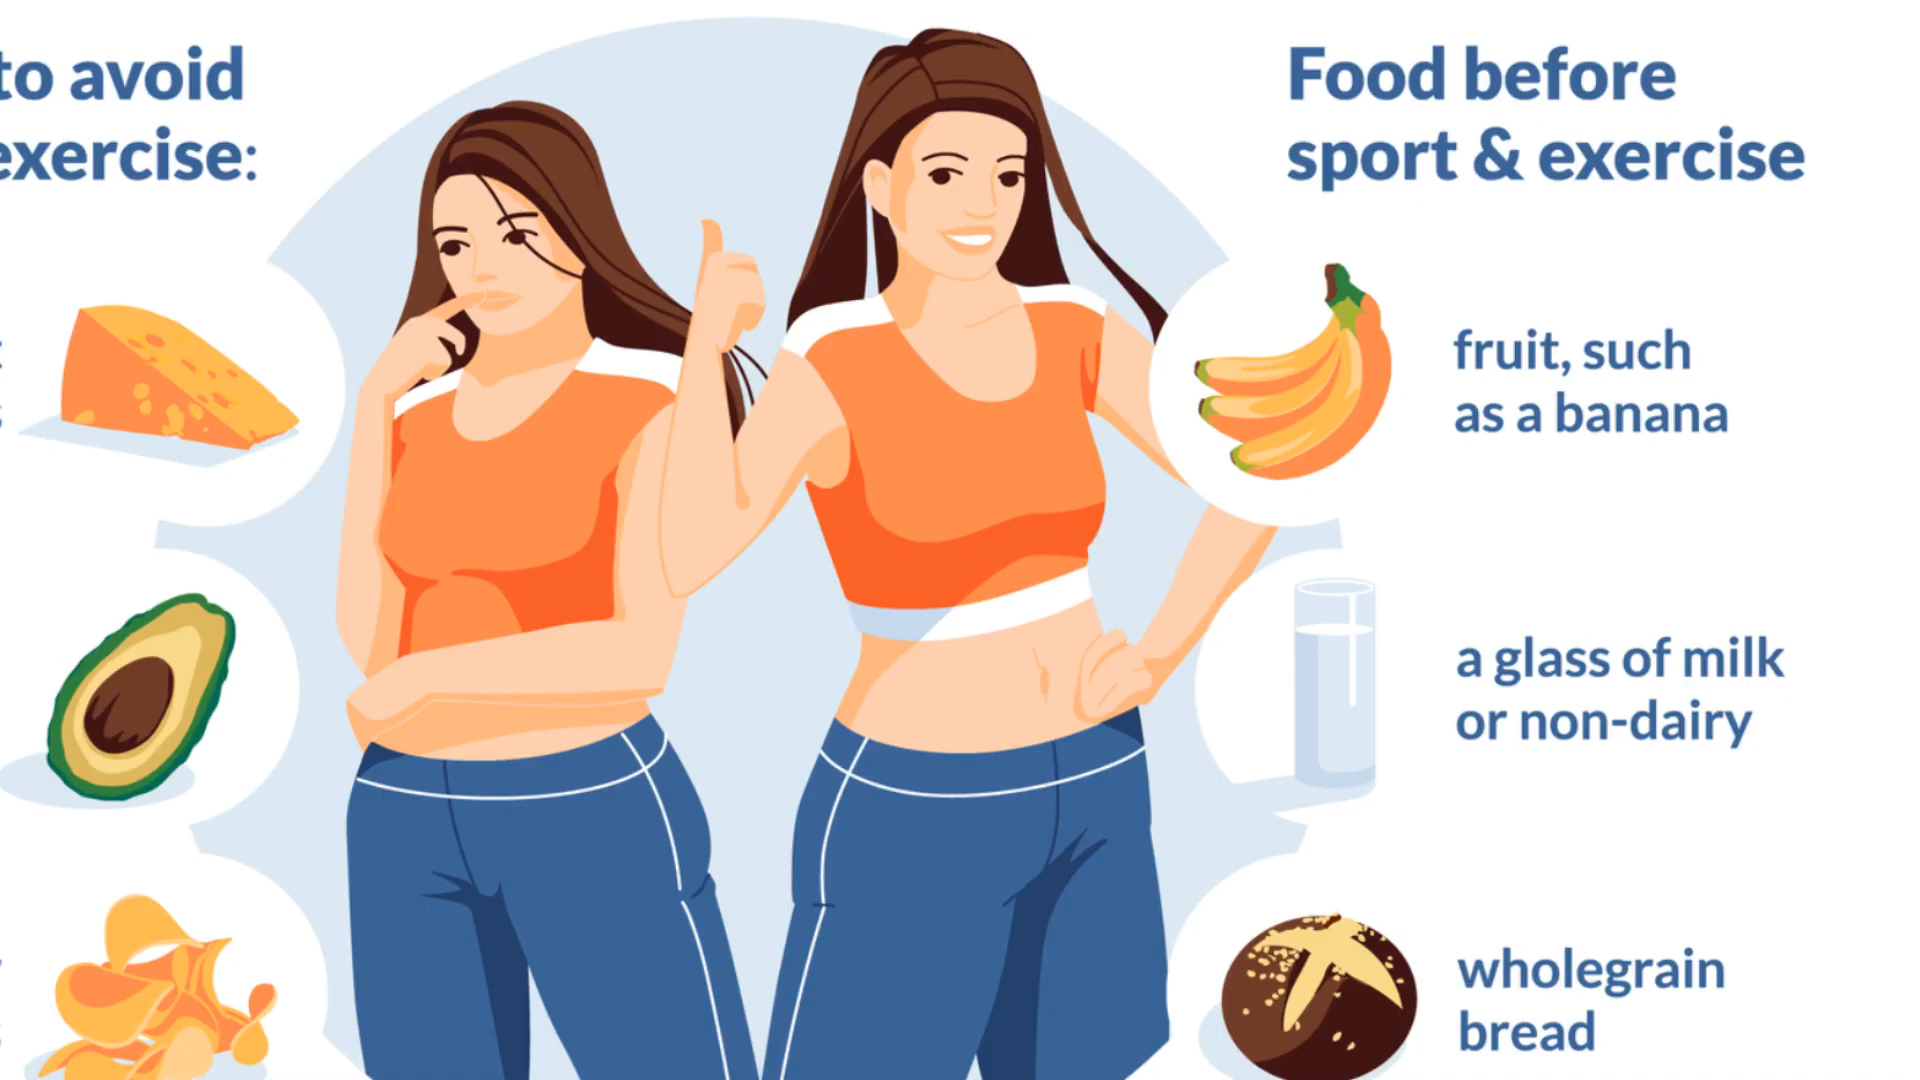 to avoid
exercise:
Food before
sport & exercise
fruit, such
as a banana
a glass of milk
or non-dairy
wholegrain
bread